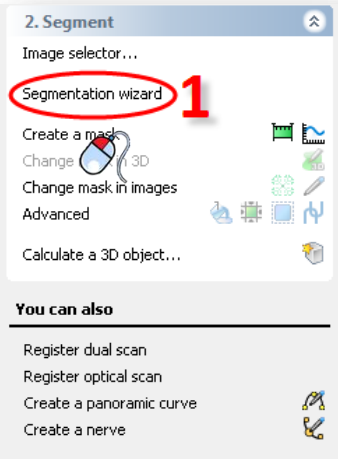 2. Segment
Image selector...
Segmentation wizard
1
Create a mask
Change in 3D
Change mask in images
Advanced
Calculate a 3D object...
You can also
Register dual scan
Register optical scan
Create a panoramic curve
Create a nerve